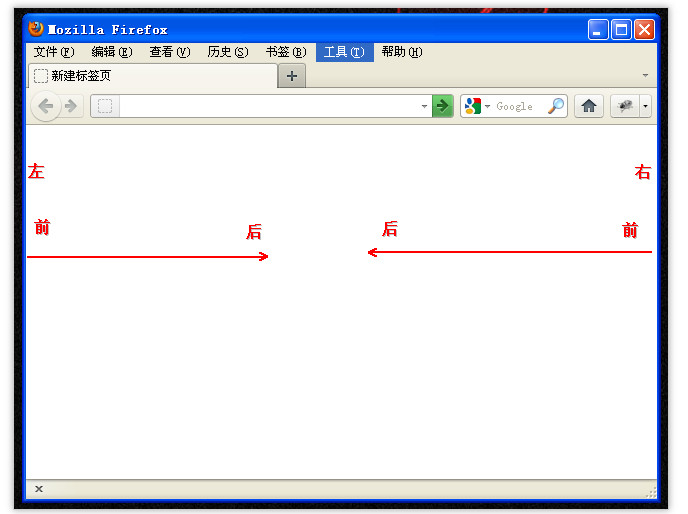 Mozilla Firefox
文件(F) 编辑(E) 查看(V) 历史(S) 书签(B) 工具(T) 帮助(H)
新建标签页
Google
左 右
前 后 后 前